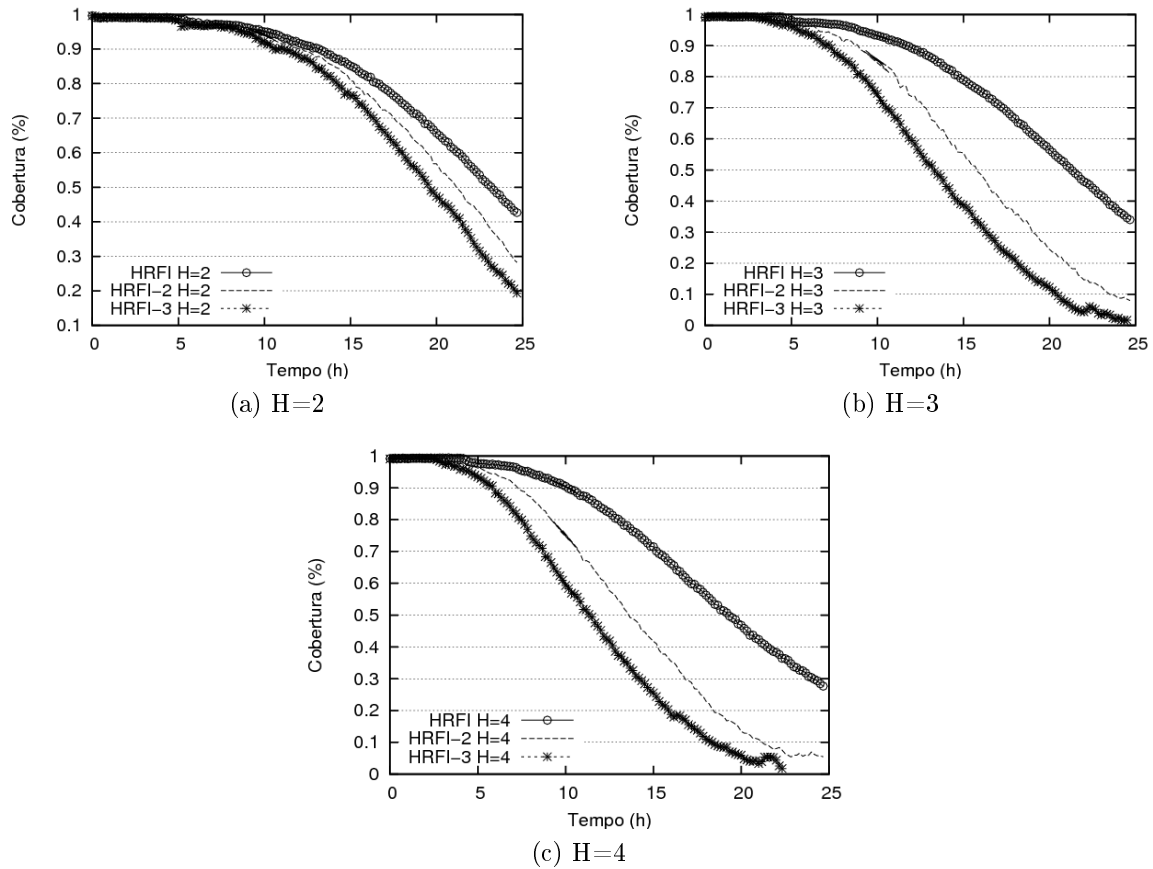 1
0.9
0.8
0.7
0.6
0.5
0.4
0.3
0.2
0.1
Cobertura (%)
HRFI H=2
HRFI-2 H=2
HRFI-3 H=2
0 5 10 15 20 25
Tempo (h)
(a) H=2
1
0.9
0.8
0.7
0.6
0.5
0.4
0.3
0.2
0.1
0
Cobertura (%)
HRFI H=3
HRFI-2 H=3
HRFI-3 H=3
0 5 10 15 20 25
Tempo (h)
(b) H=3
1
0.9
0.8
0.7
0.6
0.5
0.4
0.3
0.2
0.1
0
Cobertura (%)
HRFI H=4
HRFI-2 H=4
HRFI-3 H=4
0 5 10 15 20 25
Tempo (h)
(c) H=4